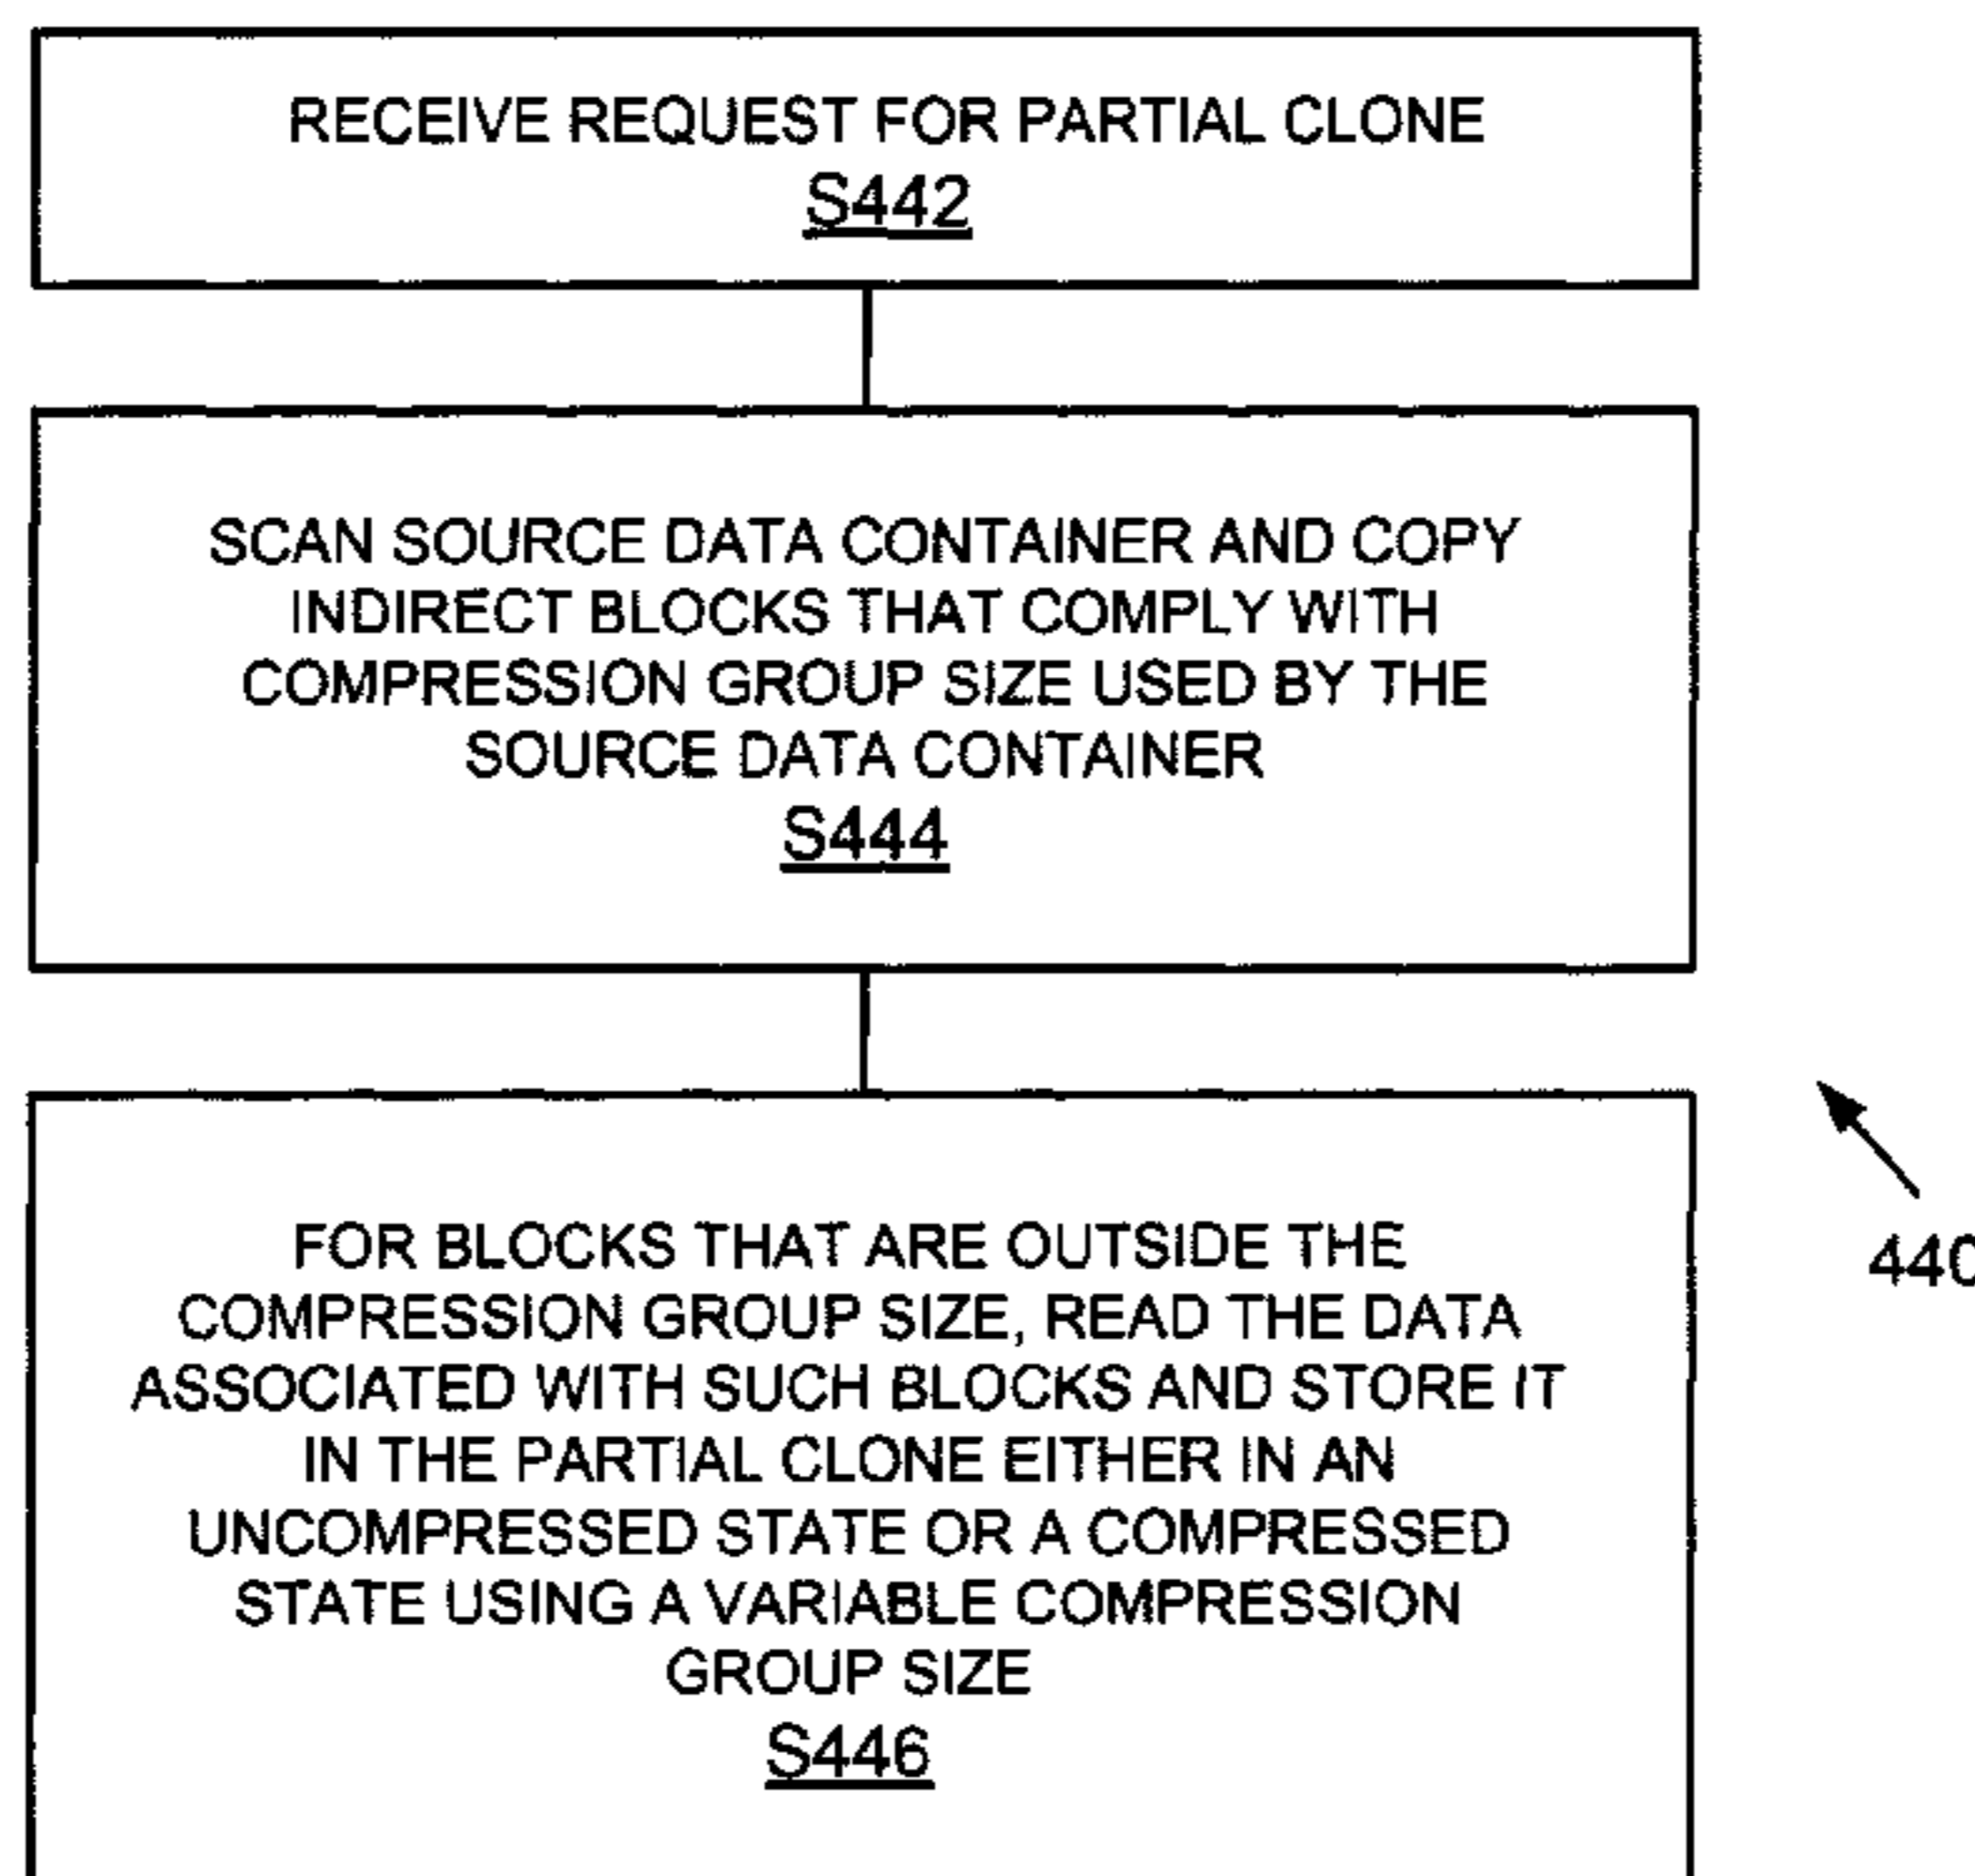 RECEIVE REQUEST FOR PARTIAL CLONE
S442
SCAN SOURCE DATA CONTAINER AND COPY
INDIRECT BLOCKS THAT COMPLY WITH
COMPRESSION GROUP SIZE USED BY THE
SOURCE DATA CONTAINER
S444
FOR BLOCKS THAT ARE OUTSIDE THE
COMPRESSION GROUP SIZE, READ THE DATA
ASSOCIATED WITH SUCH BLOCKS AND STORE IT
IN THE PARTIAL CLONE EITHER IN AN
UNCOMPRESSED STATE OR A COMPRESSED
STATE USING A VARIABLE COMPRESSION
GROUP SIZE
S446
440